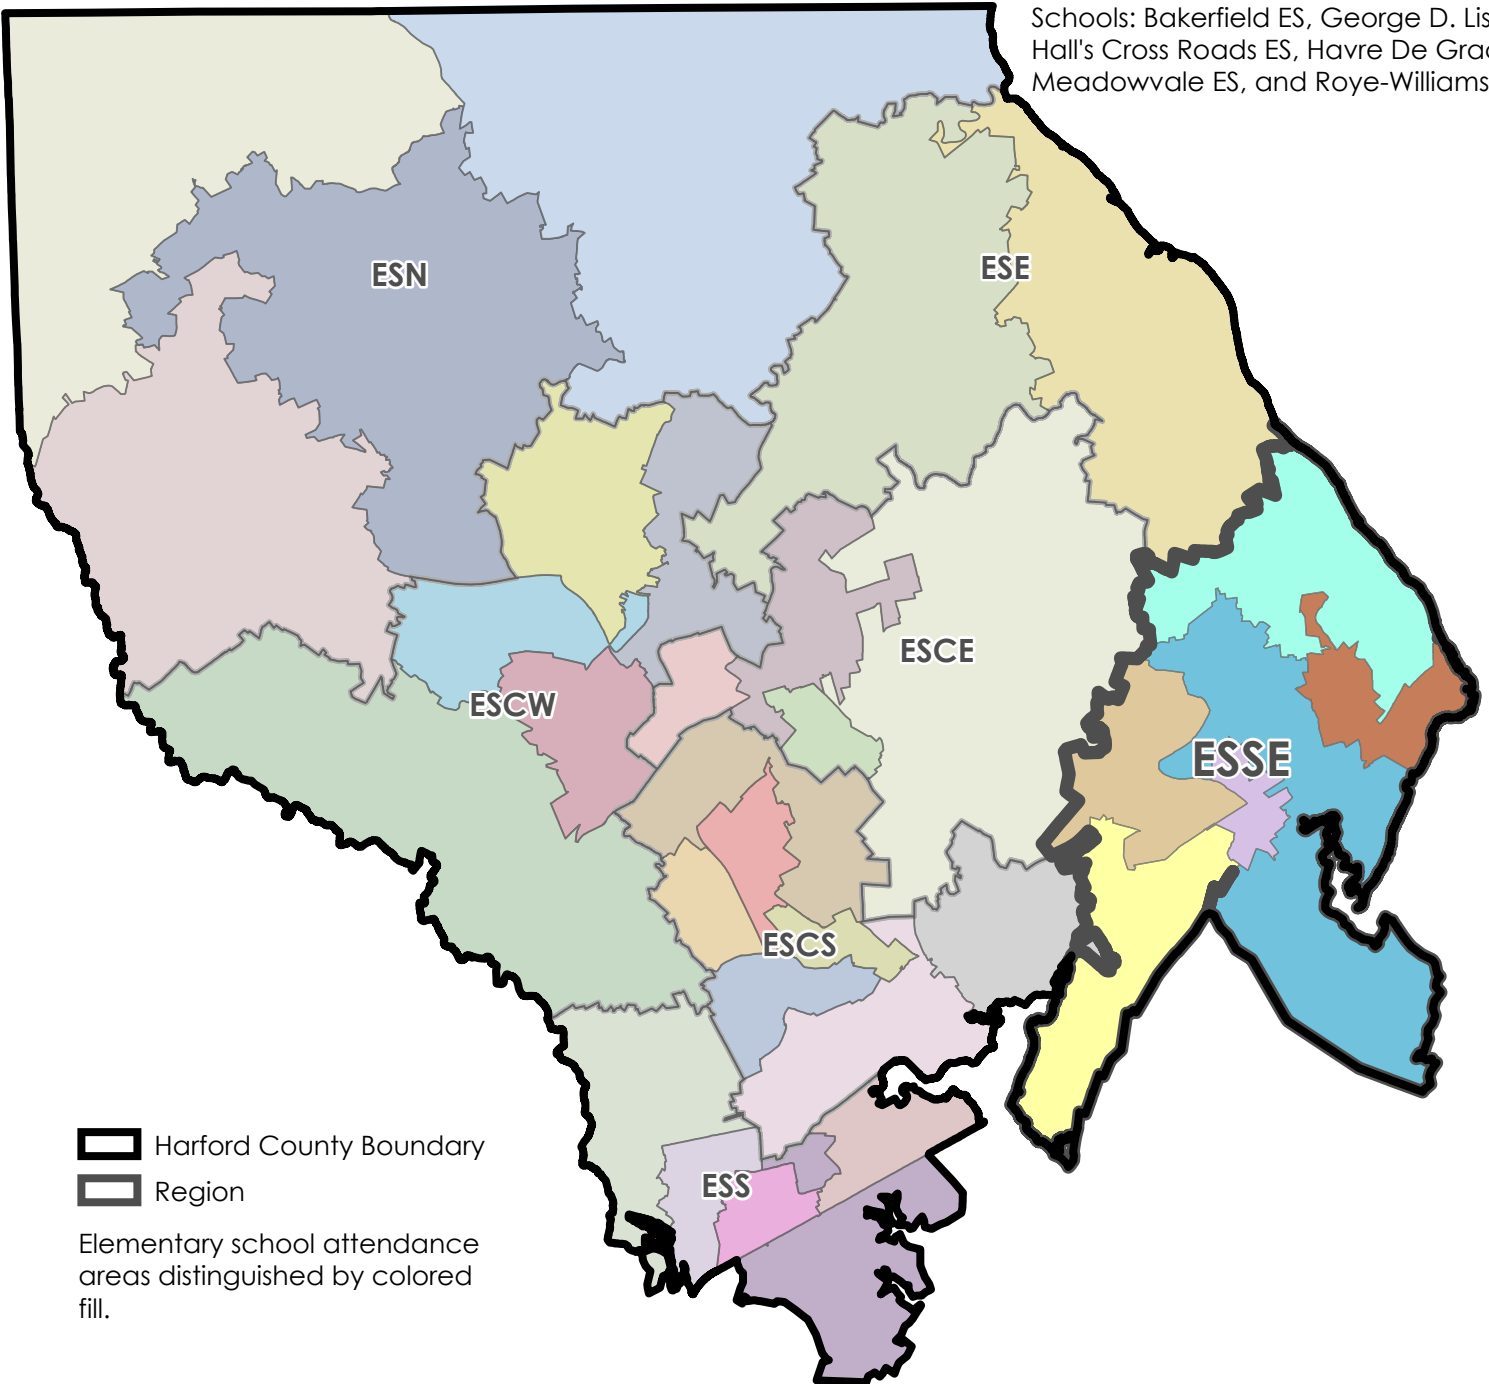 Schools: Bakerfield ES, George D.
Hall's Cross Roads ES, Havre De
Meadowvale ES, and Roye-Williams
ESN
ESE
ESCE
ESCW
ESSE
ESCS
ESS
Harford County Boundary
Region
Elementary school attendance
areas distinguished by colored
fill.